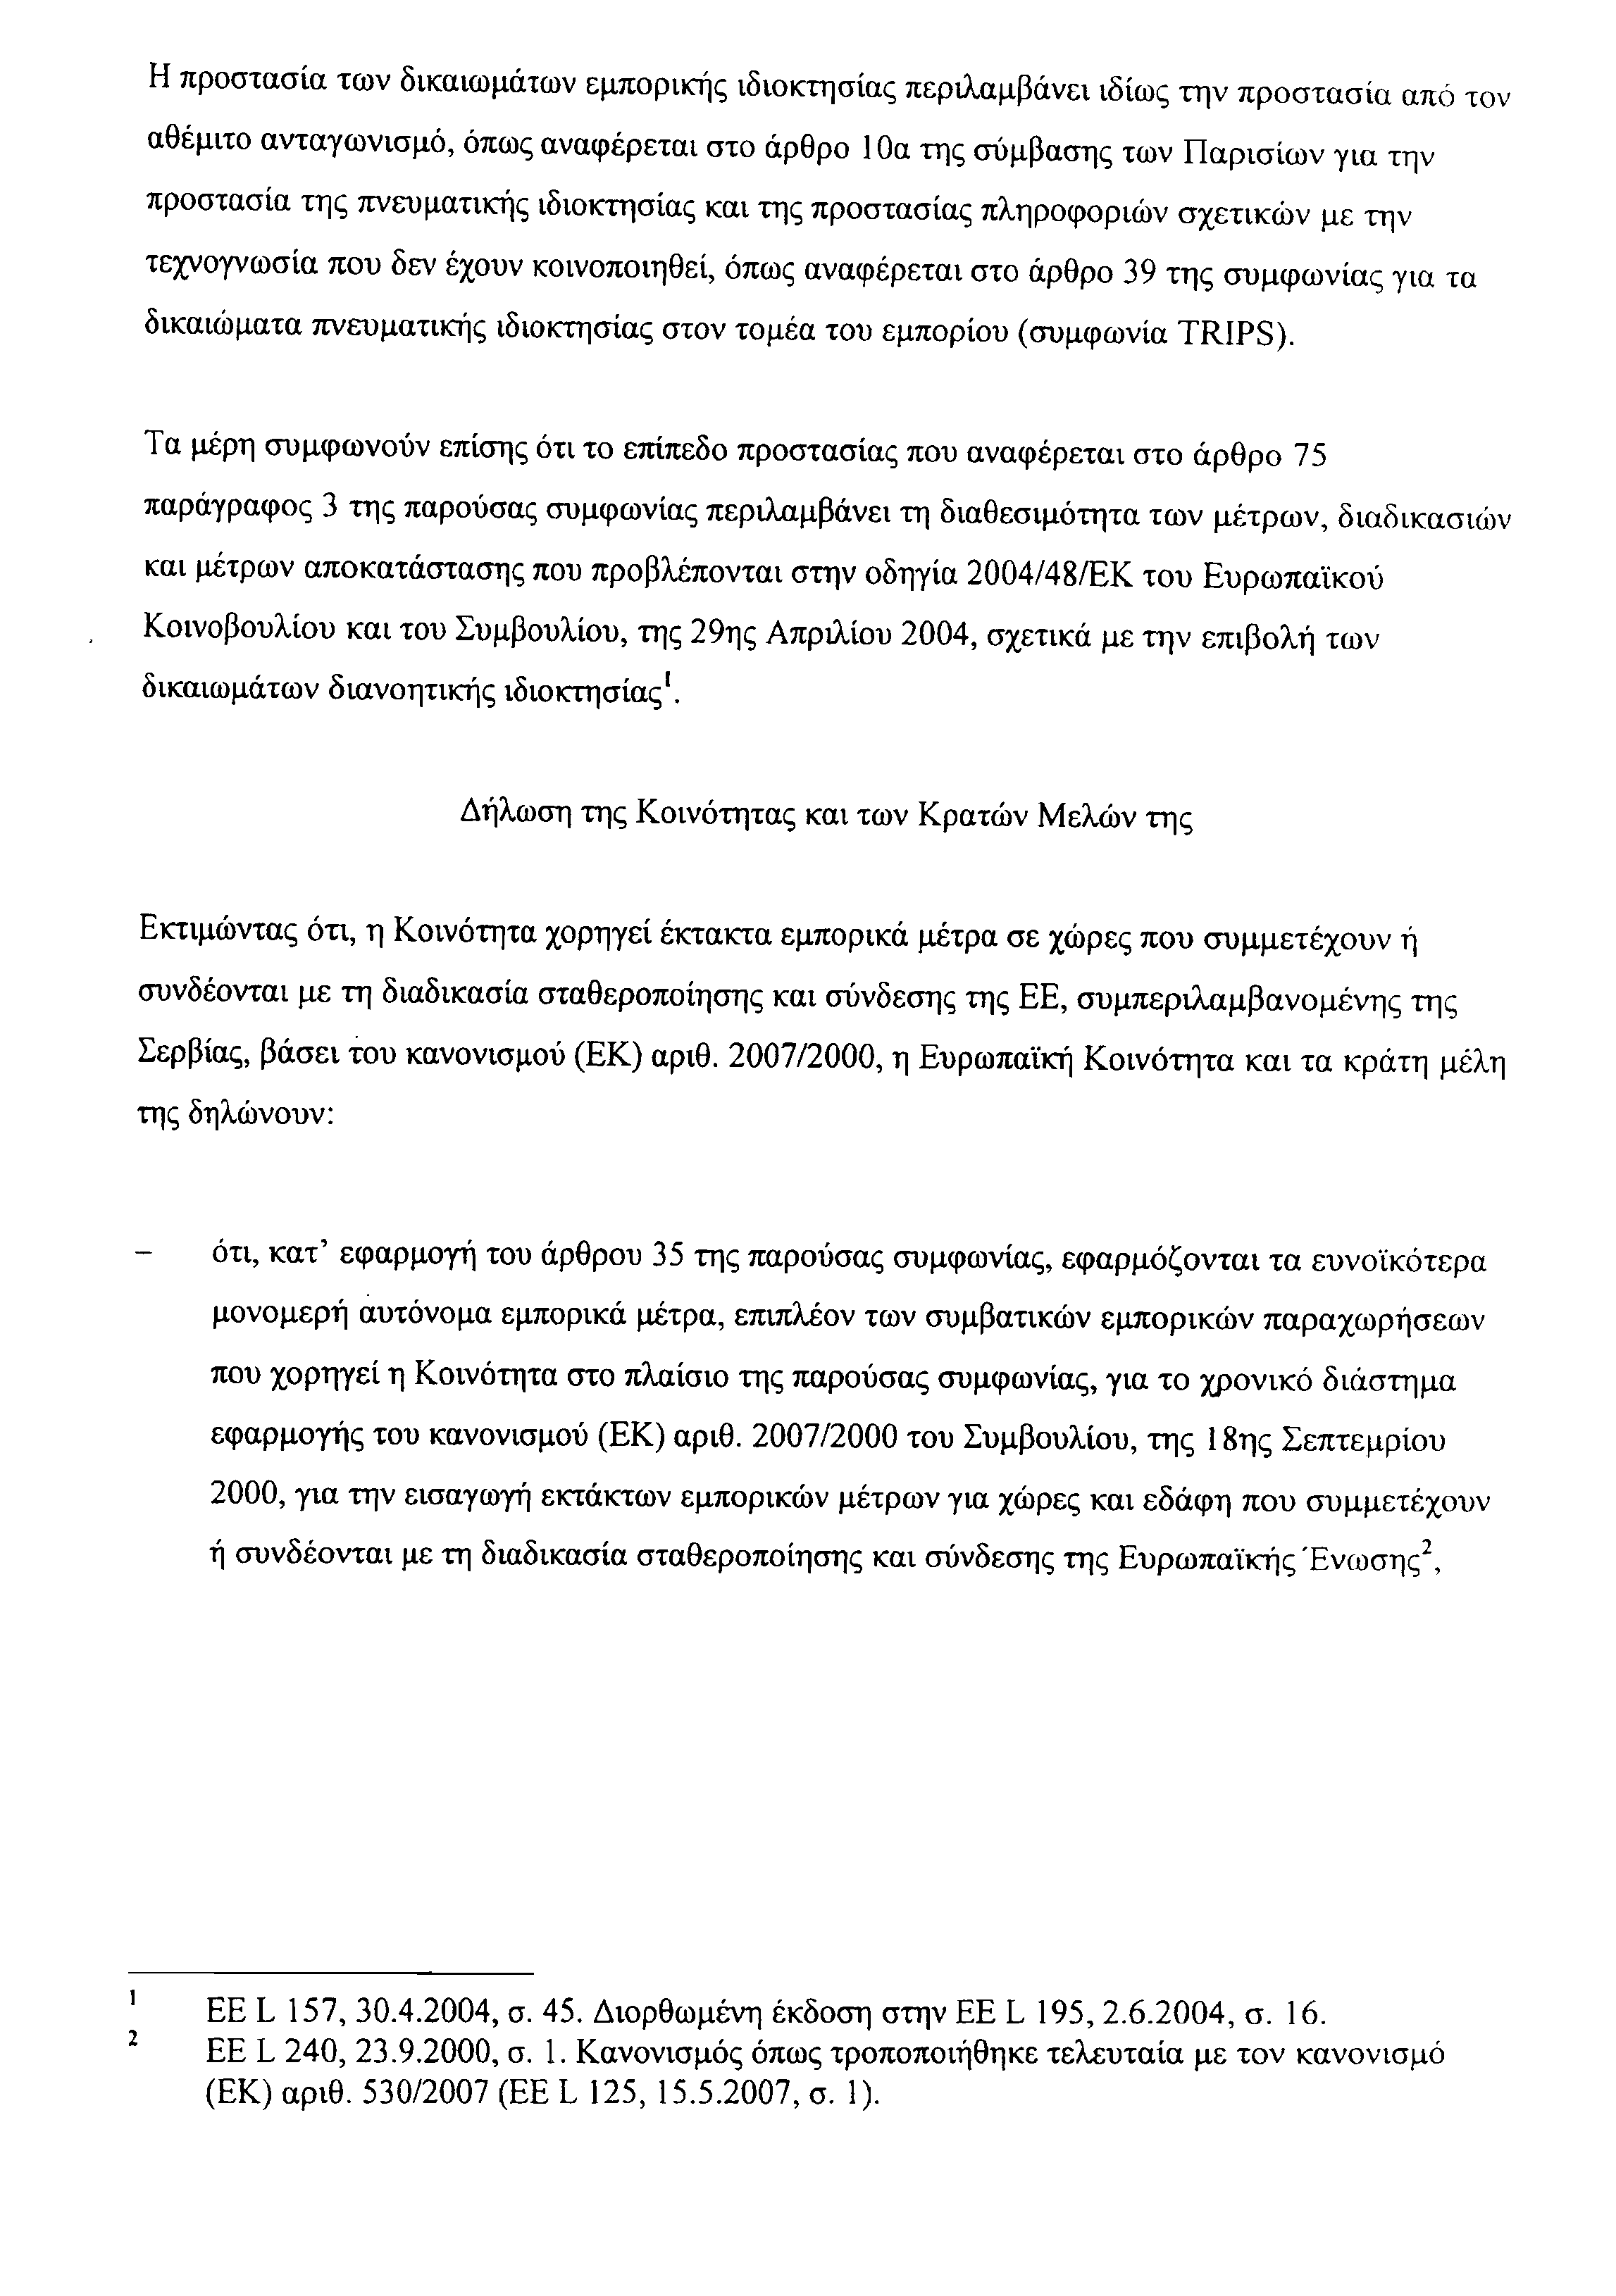 Η προστασία των δικαιωμάτων εμπορικής ιδιοκτησίας περιλαμβάνει ιδίως την προστασία από τον
αθέμιτο ανταγωνισμό, όπως αναφέρεται στο άρθρο 10α της σύμβασης των Παρισίων για την
προστασία της πνευματικής ιδιοκτησίας και της προστασίας πληροφοριών σχετικών με την
τεχνογνωσία που δεν έχουν κοινοποιηθεί, όπως αναφέρεται στο άρθρο 39 της συμφωνίας για τα
δικαιώματα πνευματικής ιδιοκτησίας στον τομέα του εμπορίου (συμφωνία TRIPS).
Τα μέρη συμφωνούν επίσης ότι το επίπεδο προστασίας που αναφέρεται στο άρθρο 75
παράγραφος 3 της παρούσας συμφωνίας περιλαμβάνει τη διαθεσιμότητα των μέτρων, διαδικασιών
και μέτρων αποκατάστασης που προβλέπονται στην οδηγία 2004/48/ΕΚ του Ευρωπαϊκού
Κοινοβουλίου και του Συμβουλίου, της 29ης Απριλίου 2004, σχετικά με την επιβολή των
δικαιωμάτων διανοητικής ιδιοκτησίας¹.
Δήλωση της Κοινότητας και των Κρατών Μελών της
Εκτιμώντας ότι, η Κοινότητα χορηγεί έκτακτα εμπορικά μέτρα σε χώρες που συμμετέχουν ή
συνδέονται με τη διαδικασία σταθεροποίησης και σύνδεσης της ΕΕ, συμπεριλαμβανομένης της
Σερβίας, βάσει του κανονισμού (ΕΚ) αριθ. 2007/2000, η Ευρωπαϊκή Κοινότητα και τα κράτη μέλη
της δηλώνουν:
– ότι, κατ’ εφαρμογή του άρθρου 35 της παρούσας συμφωνίας, εφαρμόζονται τα ευνοϊκότερα
μονομερή αυτόνομα εμπορικά μέτρα, επιπλέον των συμβατικών εμπορικών παραχωρήσεων
που χορηγεί η Κοινότητα στο πλαίσιο της παρούσας συμφωνίας, για το χρονικό διάστημα
εφαρμογής του κανονισμού (ΕΚ) αριθ. 2007/2000 του Συμβουλίου, της 18ης Σεπτεμρίου
2000, για την εισαγωγή εκτάκτων εμπορικών μέτρων για χώρες και εδάφη που συμμετέχουν
ή συνδέονται με τη διαδικασία σταθεροποίησης και σύνδεσης της Ευρωπαϊκής Ένωσης²,
¹ ΕΕ L 157, 30.4.2004, σ. 45. Διορθωμένη έκδοση στην ΕΕ L 195, 2.6.2004, σ. 16.
² ΕΕ L 240, 23.9.2000, σ. 1. Κανονισμός όπως τροποποιήθηκε τελευταία με τον κανονισμό
(ΕΚ) αριθ. 530/2007 (ΕΕ L 125, 15.5.2007, σ. 1).